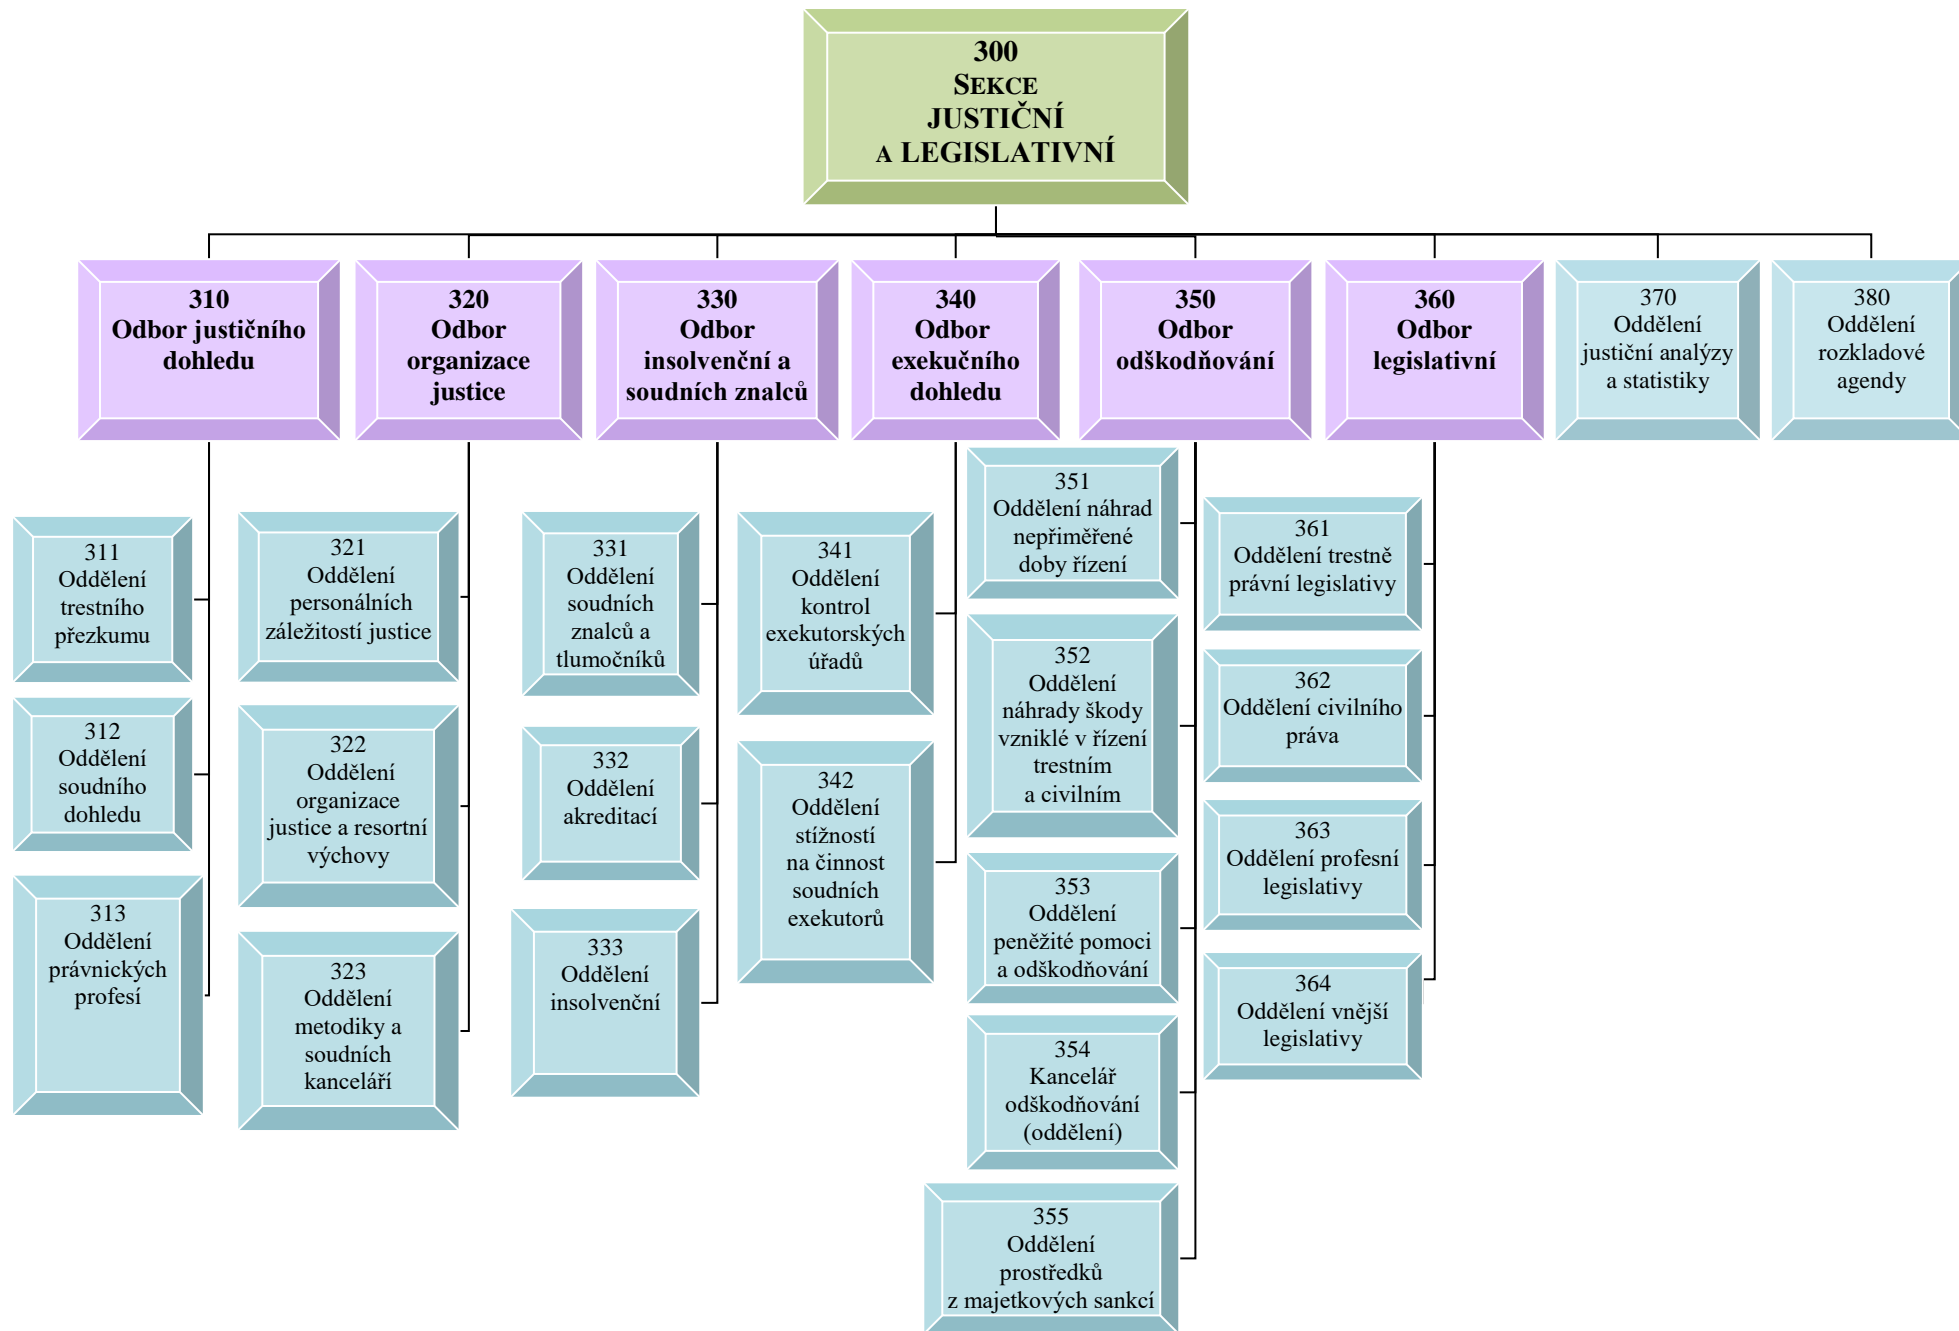 300
SEKCE
JUSTIČNÍ
A LEGISLATIVNÍ
310
Odbor justičního
dohledu
320
Odbor
organizace
justice
330
Odbor
insolvenční a
soudních znalců
340
Odbor
exekučního
dohledu
350
Odbor
odškodňování
360
Odbor
legislativní
370
Oddělení
justiční analýzy
a statistiky
380
Oddělení
rozkladové
agendy
311
Oddělení
trestního
přezkumu
312
Oddělení
soudního
dohledu
313
Oddělení
právnických
profesí
321
Oddělení
personálních
záležitostí justice
322
Oddělení
organizace
justice a resortní
výchovy
323
Oddělení
metodiky a
soudních
kanceláří
331
Oddělení
soudních
znalců a
tlumočníků
332
Oddělení
akreditací
333
Oddělení
insolvenční
341
Oddělení
kontrol
exekutorských
úřadů
342
Oddělení
stížností
na činnost
soudních
exekutorů
351
Oddělení náhrad
nepřiměřené
doby řízení
352
Oddělení
náhrady škody
vzniklé v řízení
trestním
a civilním
353
Oddělení
peněžité pomoci
a odškodňování
354
Kancelář
odškodňování
(oddělení)
355
Oddělení
prostředků
z majetkových sankcí
361
Oddělení trestně
právní legislativy
362
Oddělení civilního
práva
363
Oddělení profesní
legislativy
364
Oddělení vnější
legislativy